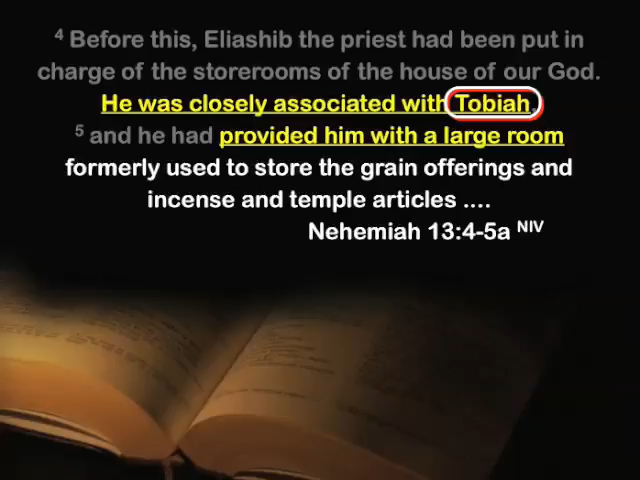 4 Before this, Eliashib the priest had been put in
charge of the storerooms of the house of our God.
He was closely associated with Tobiah,
5 and he had provided him with a large room
formerly used to store the grain offerings and
incense and temple articles ....
Nehemiah 13:4-5a NIV